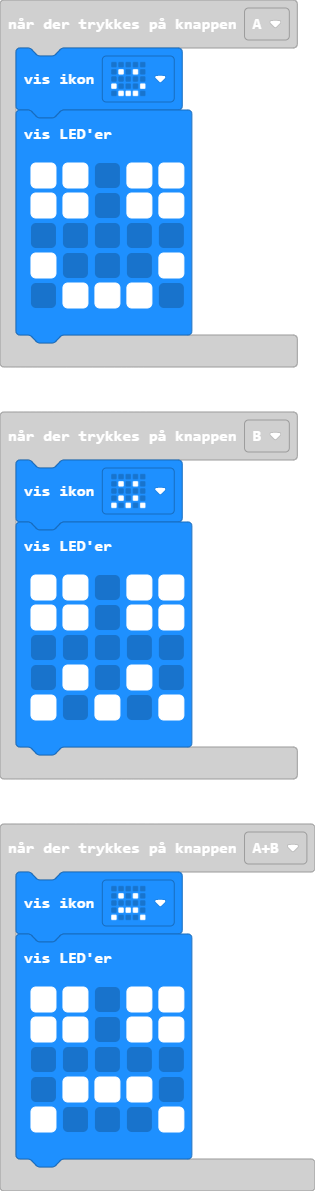 når der trykkes på knappen A
vis ikon
vis LED'er
når der trykkes på knappen B
vis ikon
vis LED'er
når der trykkes på knappen A+B
vis ikon
vis LED'er